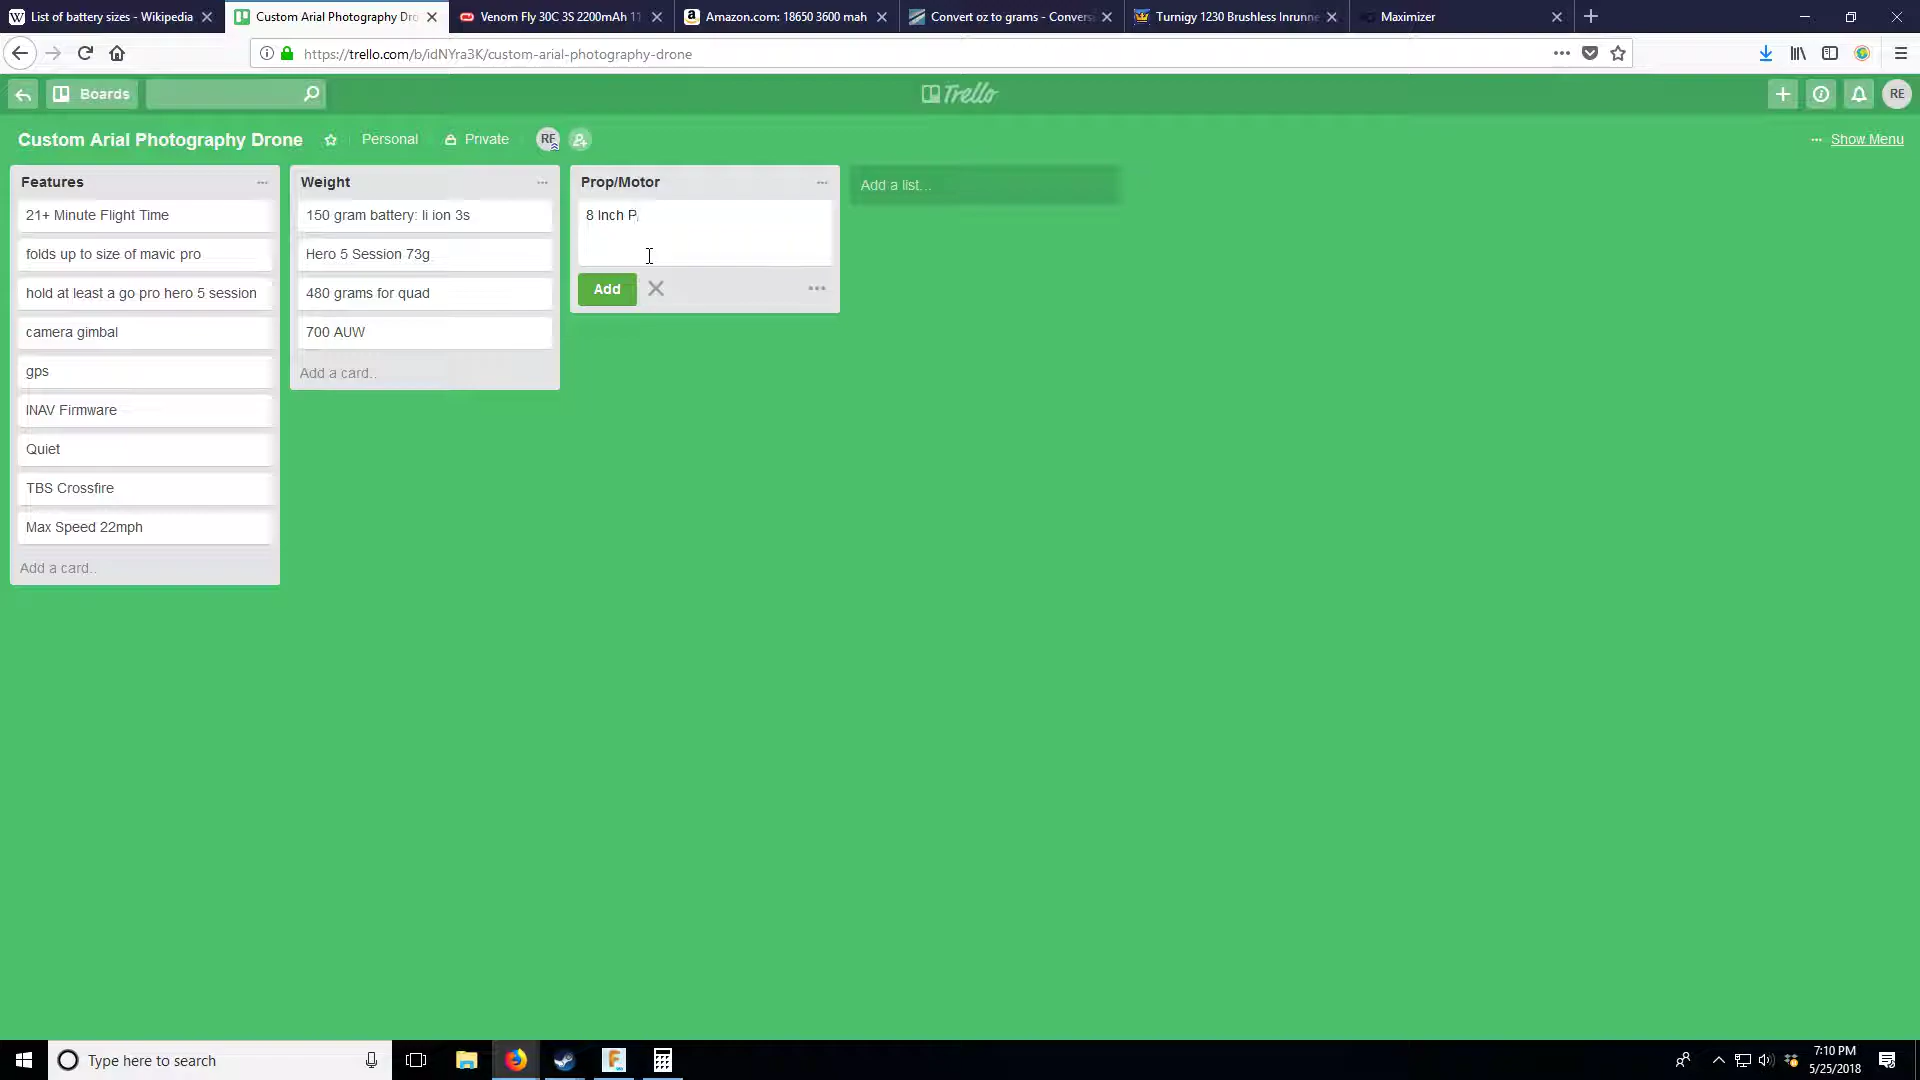 List of battery sizes - Wikipedia
Custom Arial Photography Dro
Venom Fly 30C 3S 2200mAh 11
Amazon.com: 18650 3600 mah
Convert oz to grams - Convers
Turnigy 1230 Brushless Inrunne
Maximizer
https://trello.com/b/idNYra3K/custom-arial-photography-drone
Boards
Trello
RE
Custom Arial Photography Drone
Personal
Private
RE
Show Menu
Features
21+ Minute Flight Time
folds up to size of mavic pro
hold at least a go pro hero 5 session
camera gimbal
gps
INAV Firmware
Quiet
TBS Crossfire
Max Speed 22mph
Add a card..
Weight
150 gram battery: li ion 3s
Hero 5 Session 73g
480 grams for quad
700 AUW
Add a card..
Prop/Motor
8 Inch P
Add
Add a list...
Type here to search
7:10 PM
5/25/2018